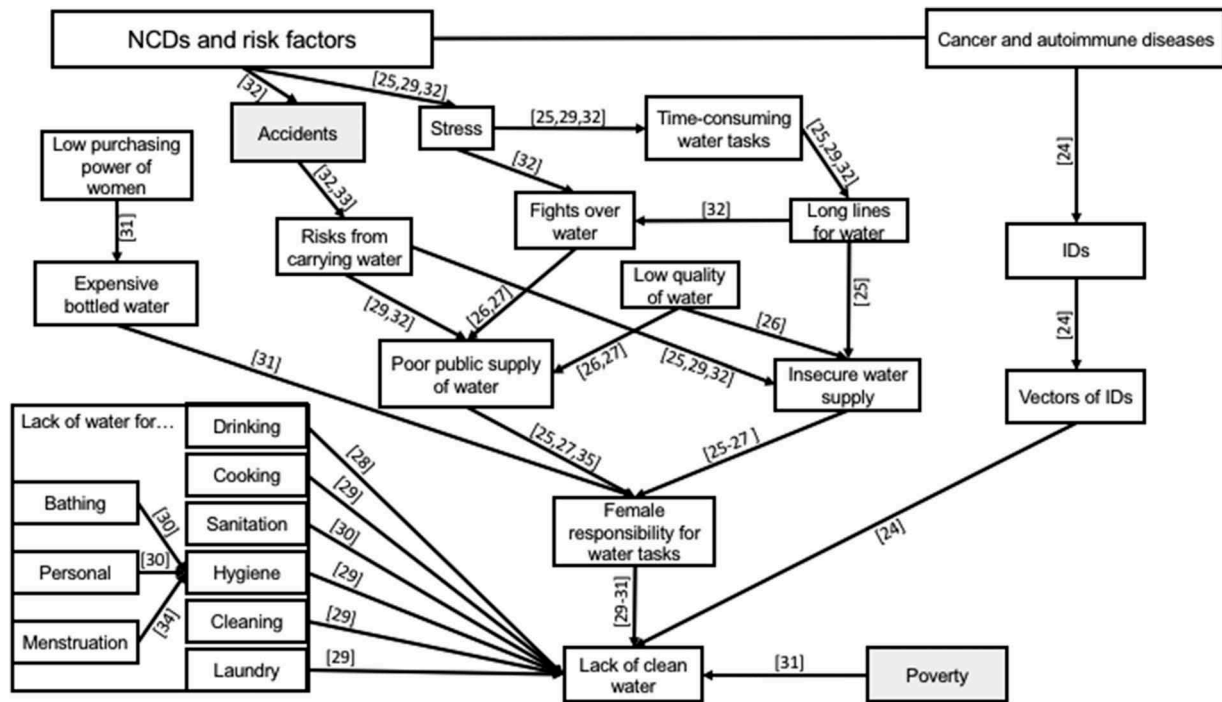 NCDs and risk factors
Cancer and autoimmune diseases
[32]
[25,29,32]
Accidents
Stress
[25,29,32]
Time-consuming
water tasks
[25,29,32]
[24]
Low purchasing
power of
women
[32,33]
[32]
[31]
Risks from
carrying water
Fights over
water
[32]
Long lines
for water
IDs
Expensive
bottled water
Low quality
of water
[25]
[29,32]
[26,27]
[26]
[24]
[31]
Poor public supply
of water
[26,27]
[25,29,32]
Insecure water
supply
Vectors of IDs
Lack of water for...
Drinking
[28]
[25,27,35]
[25-27 ]
Cooking
[29]
Bathing
[30]
Sanitation
[30]
Female
responsibility for
water tasks
[24]
Personal
[30]
Hygiene
[29]
[29-31]
Menstruation
[34]
Cleaning
[29]
Laundry
[29]
Lack of clean
water
[31]
Poverty